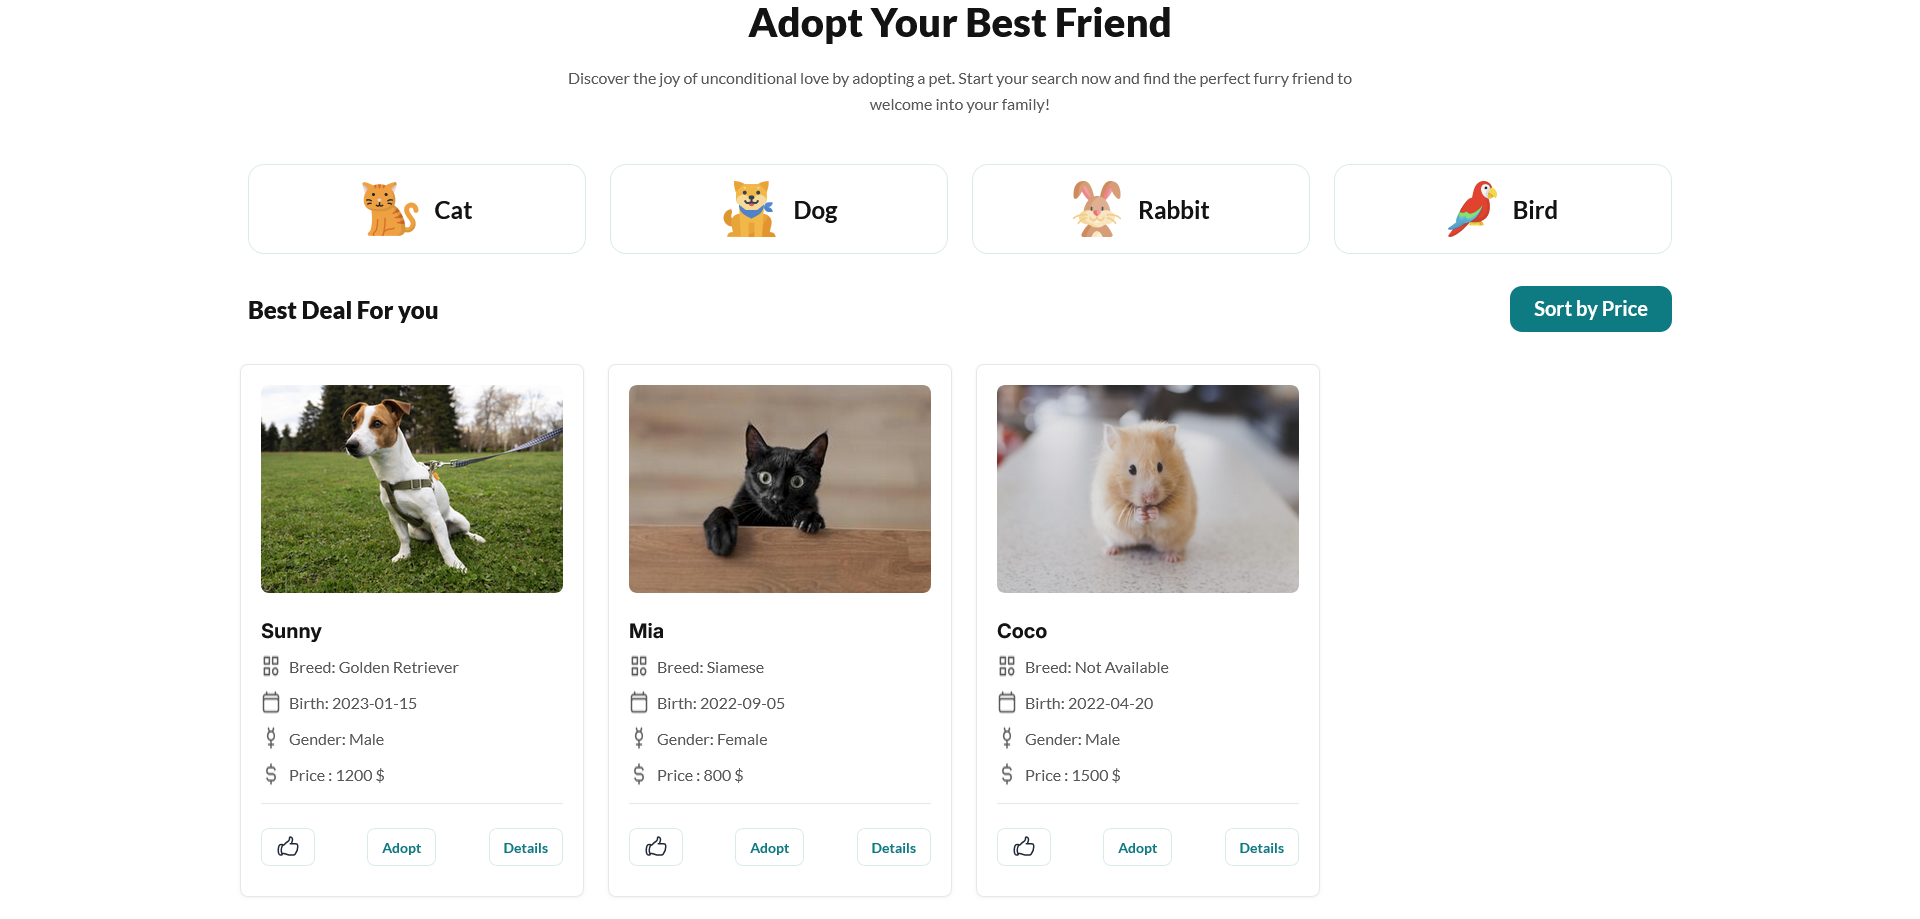 Adopt Your Best Friend
Discover the joy of unconditional love by adopting a pet. Start your search now and find the perfect furry friend to
welcome into your family!
Cat
Dog
Rabbit
Bird
Best Deal For you
Sort by Price
Sunny
Breed: Golden Retriever
Birth: 2023-01-15
Gender: Male
Price : 1200 $
Adopt
Details
Mia
Breed: Siamese
Birth: 2022-09-05
Gender: Female
Price : 800 $
Adopt
Details
Coco
Breed: Not Available
Birth: 2022-04-20
Gender: Male
Price : 1500 $
Adopt
Details